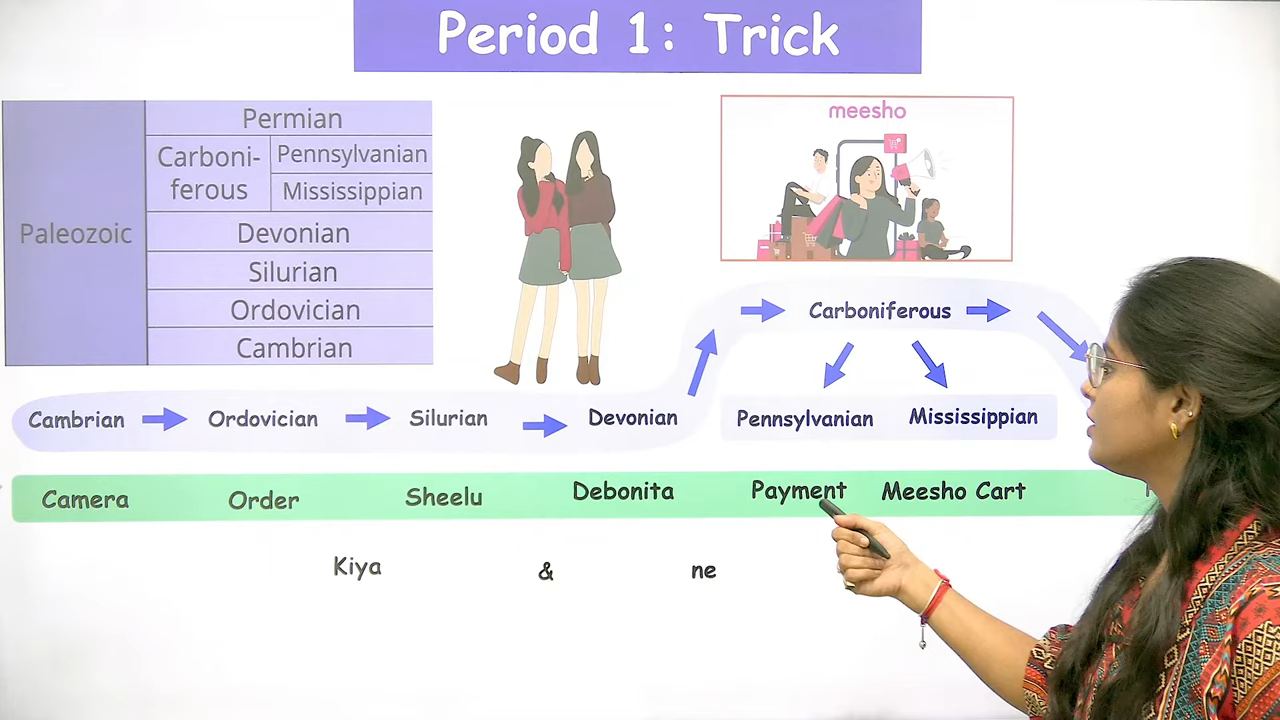 Period 1: Trick
Permian
Carboni-
ferous
Pennsylvanian
Mississippian
Paleozoic
Devonian
Silurian
Ordovician
Cambrian
meesho
Carboniferous
Cambrian Ordovician Silurian Devonian Pennsylvanian Mississippian
Camera Order Sheelu Debonita Payment Meesho Cart
Kiya & ne